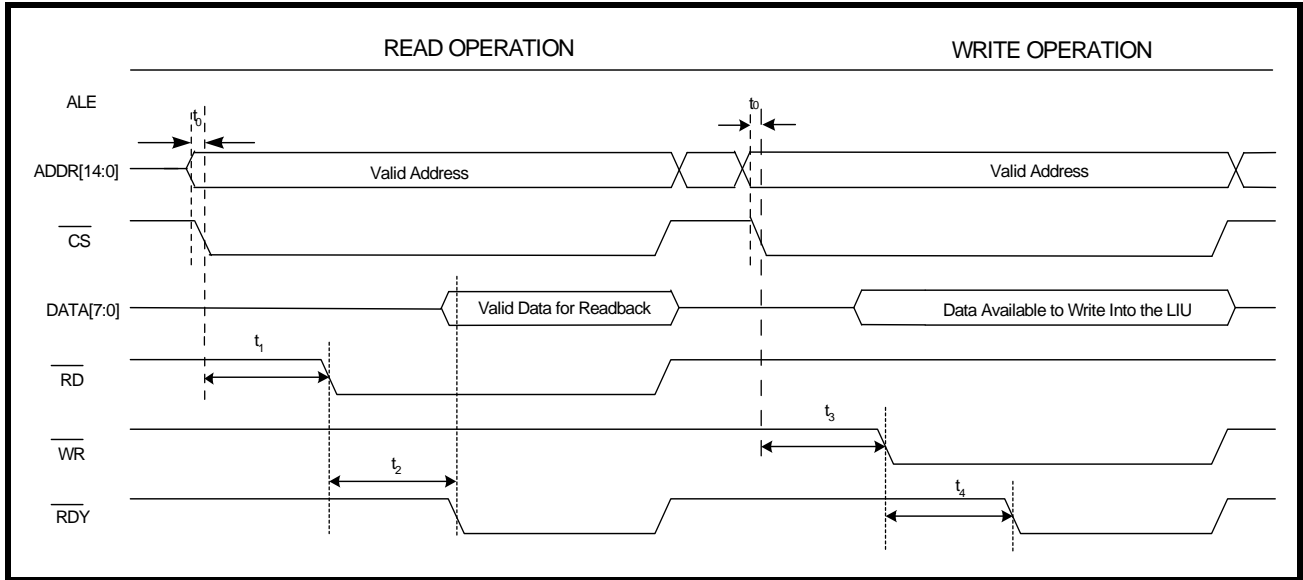 READ OPERATION WRITE OPERATION
ALE
t0 t0
ADDR[14:0] Valid Address Valid Address
CS
DATA[7:0] Valid Data for Readback Data Available to Write Into the LIU
t1
RD
t3
WR
t2 t4
RDY